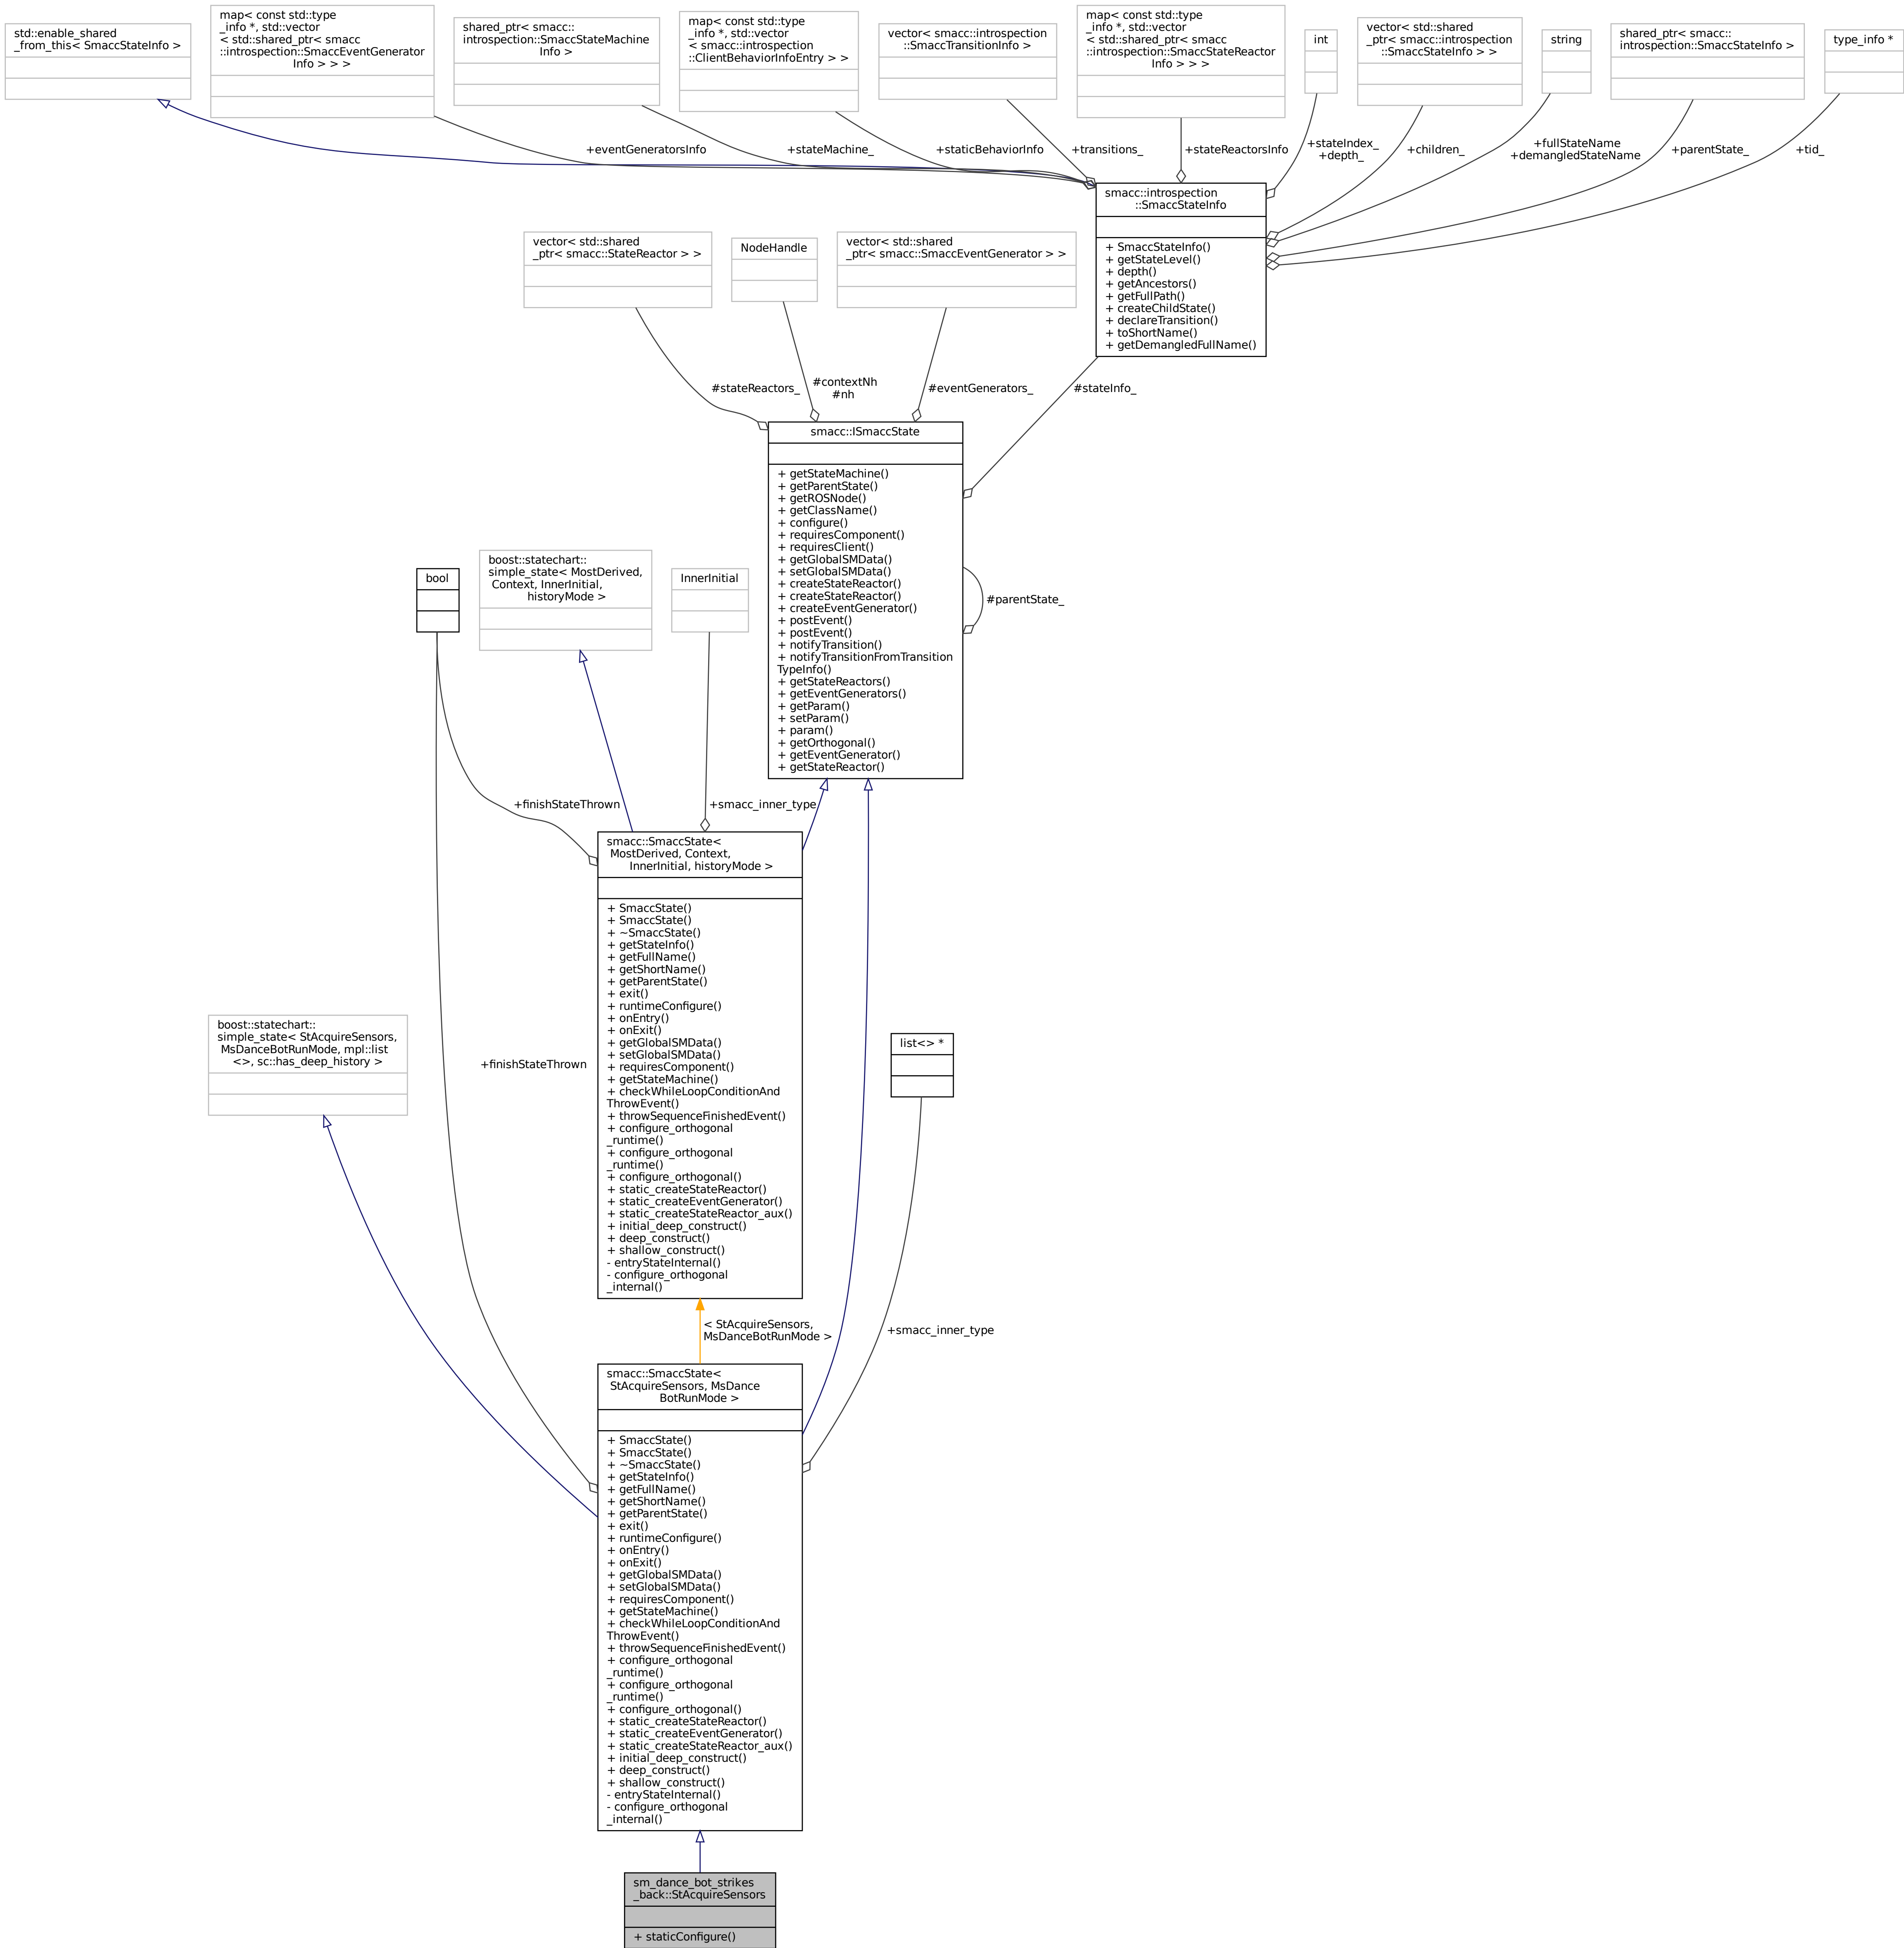 std::enable_shared
_from_this< SmaccStateInfo >
map< const std::type
_info *, std::vector
< std::shared_ptr< smacc
::introspection::SmaccEventGenerator
Info > > >
shared_ptr< smacc::
introspection::SmaccStateMachine
Info >
map< const std::type
_info *, std::vector
< smacc::introspection
::ClientBehaviorInfoEntry > >
vector< smacc::introspection
::SmaccTransitionInfo >
map< const std::type
_info *, std::vector
< std::shared_ptr< smacc
::introspection::SmaccStateReactor
Info > > >
int
vector< std::shared
_ptr< smacc::introspection
::SmaccStateInfo > >
string
shared_ptr< smacc::
introspection::SmaccStateInfo >
type_info *
+eventGeneratorsInfo
+stateMachine_
+staticBehaviorInfo
+transitions_
+stateReactorsInfo
+stateIndex_
+depth_
+children_
+fullStateName
+demangledStateName
+parentState_
+tid_
smacc::introspection
::SmaccStateInfo
+ SmaccStateInfo()
+ getStateLevel()
+ depth()
+ getAncestors()
+ getFullPath()
+ createChildState()
+ declareTransition()
+ toShortName()
+ getDemangledFullName()
vector< std::shared
_ptr< smacc::StateReactor > >
NodeHandle
vector< std::shared
_ptr< smacc::SmaccEventGenerator > >
#stateReactors_
#contextNh
#nh
#eventGenerators_
#stateInfo_
smacc::ISmaccState
+ getStateMachine()
+ getParentState()
+ getROSNode()
+ getClassName()
+ configure()
+ requiresComponent()
+ requiresClient()
+ getGlobalSMData()
+ setGlobalSMData()
+ createStateReactor()
+ createStateReactor()
+ createEventGenerator()
+ postEvent()
+ postEvent()
+ notifyTransition()
+ notifyTransitionFromTransition
TypeInfo()
+ getStateReactors()
+ getEventGenerators()
+ getParam()
+ setParam()
+ param()
+ getOrthogonal()
+ getEventGenerator()
+ getStateReactor()
#parentState_
bool
boost::statechart::
simple_state< MostDerived,
Context, InnerInitial,
historyMode >
InnerInitial
+finishStateThrown
+smacc_inner_type
smacc::SmaccState<
MostDerived, Context,
InnerInitial, historyMode >
+ SmaccState()
+ SmaccState()
+ ~SmaccState()
+ getStateInfo()
+ getFullName()
+ getShortName()
+ getParentState()
+ exit()
+ runtimeConfigure()
+ onEntry()
+ onExit()
+ getGlobalSMData()
+ setGlobalSMData()
+ requiresComponent()
+ getStateMachine()
+ checkWhileLoopConditionAnd
ThrowEvent()
+ throwSequenceFinishedEvent()
+ configure_orthogonal
_runtime()
+ configure_orthogonal
_runtime()
+ configure_orthogonal()
+ static_createStateReactor()
+ static_createEventGenerator()
+ static_createStateReactor_aux()
+ initial_deep_construct()
+ deep_construct()
+ shallow_construct()
- entryStateInternal()
- configure_orthogonal
_internal()
boost::statechart::
simple_state< StAcquireSensors,
MsDanceBotRunMode, mpl::list
<>, sc::has_deep_history >
+finishStateThrown
list<> *
< StAcquireSensors,
MsDanceBotRunMode >
+smacc_inner_type
smacc::SmaccState<
StAcquireSensors, MsDance
BotRunMode >
+ SmaccState()
+ SmaccState()
+ ~SmaccState()
+ getStateInfo()
+ getFullName()
+ getShortName()
+ getParentState()
+ exit()
+ runtimeConfigure()
+ onEntry()
+ onExit()
+ getGlobalSMData()
+ setGlobalSMData()
+ requiresComponent()
+ getStateMachine()
+ checkWhileLoopConditionAnd
ThrowEvent()
+ throwSequenceFinishedEvent()
+ configure_orthogonal
_runtime()
+ configure_orthogonal
_runtime()
+ configure_orthogonal()
+ static_createStateReactor()
+ static_createEventGenerator()
+ static_createStateReactor_aux()
+ initial_deep_construct()
+ deep_construct()
+ shallow_construct()
- entryStateInternal()
- configure_orthogonal
_internal()
sm_dance_bot_strikes
_back::StAcquireSensors
+ staticConfigure()